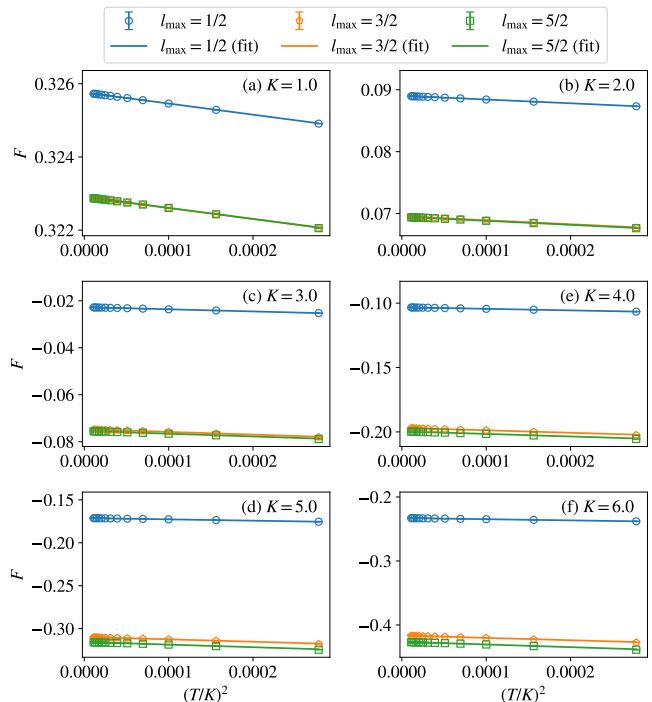 l_max = 1/2 l_max = 3/2 l_max = 5/2
l_max = 1/2 (fit) l_max = 3/2 (fit) l_max = 5/2 (fit)
(a) K = 1.0
F
0.326
0.324
0.322
0.0000 0.0001 0.0002
(b) K = 2.0
0.09
0.08
0.07
0.0000 0.0001 0.0002
(c) K = 3.0
F
−0.02
−0.04
−0.06
−0.08
0.0000 0.0001 0.0002
(e) K = 4.0
−0.10
−0.15
−0.20
0.0000 0.0001 0.0002
(d) K = 5.0
F
−0.15
−0.20
−0.25
−0.30
0.0000 0.0001 0.0002
(T/K)²
(f) K = 6.0
−0.2
−0.3
−0.4
0.0000 0.0001 0.0002
(T/K)²